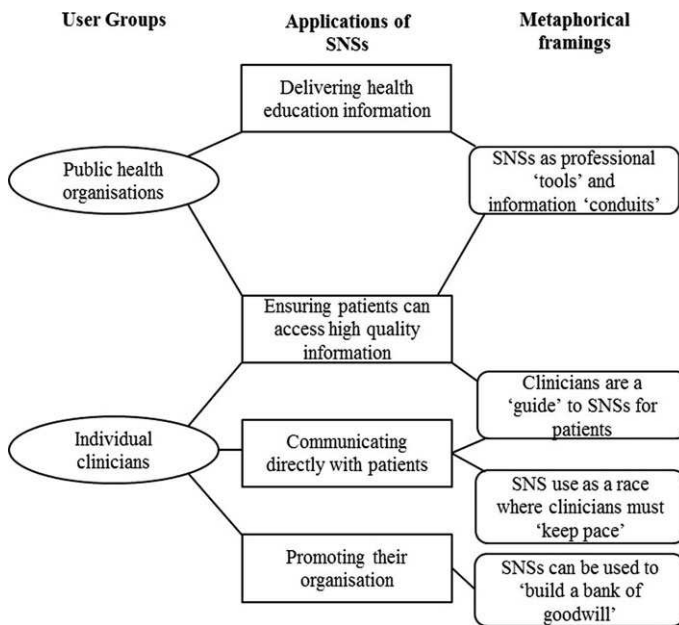 User Groups
Applications of
SNSs
Metaphorical
framings
Delivering health
education information
Public health
organisations
SNSs as professional
‘tools’ and
information ‘conduits’
Ensuring patients can
access high quality
information
Clinicians are a
‘guide’ to SNSs for
patients
Individual
clinicians
Communicating
directly with patients
SNS use as a race
where clinicians must
‘keep pace’
Promoting their
organisation
SNSs can be used to
‘build a bank of
goodwill’